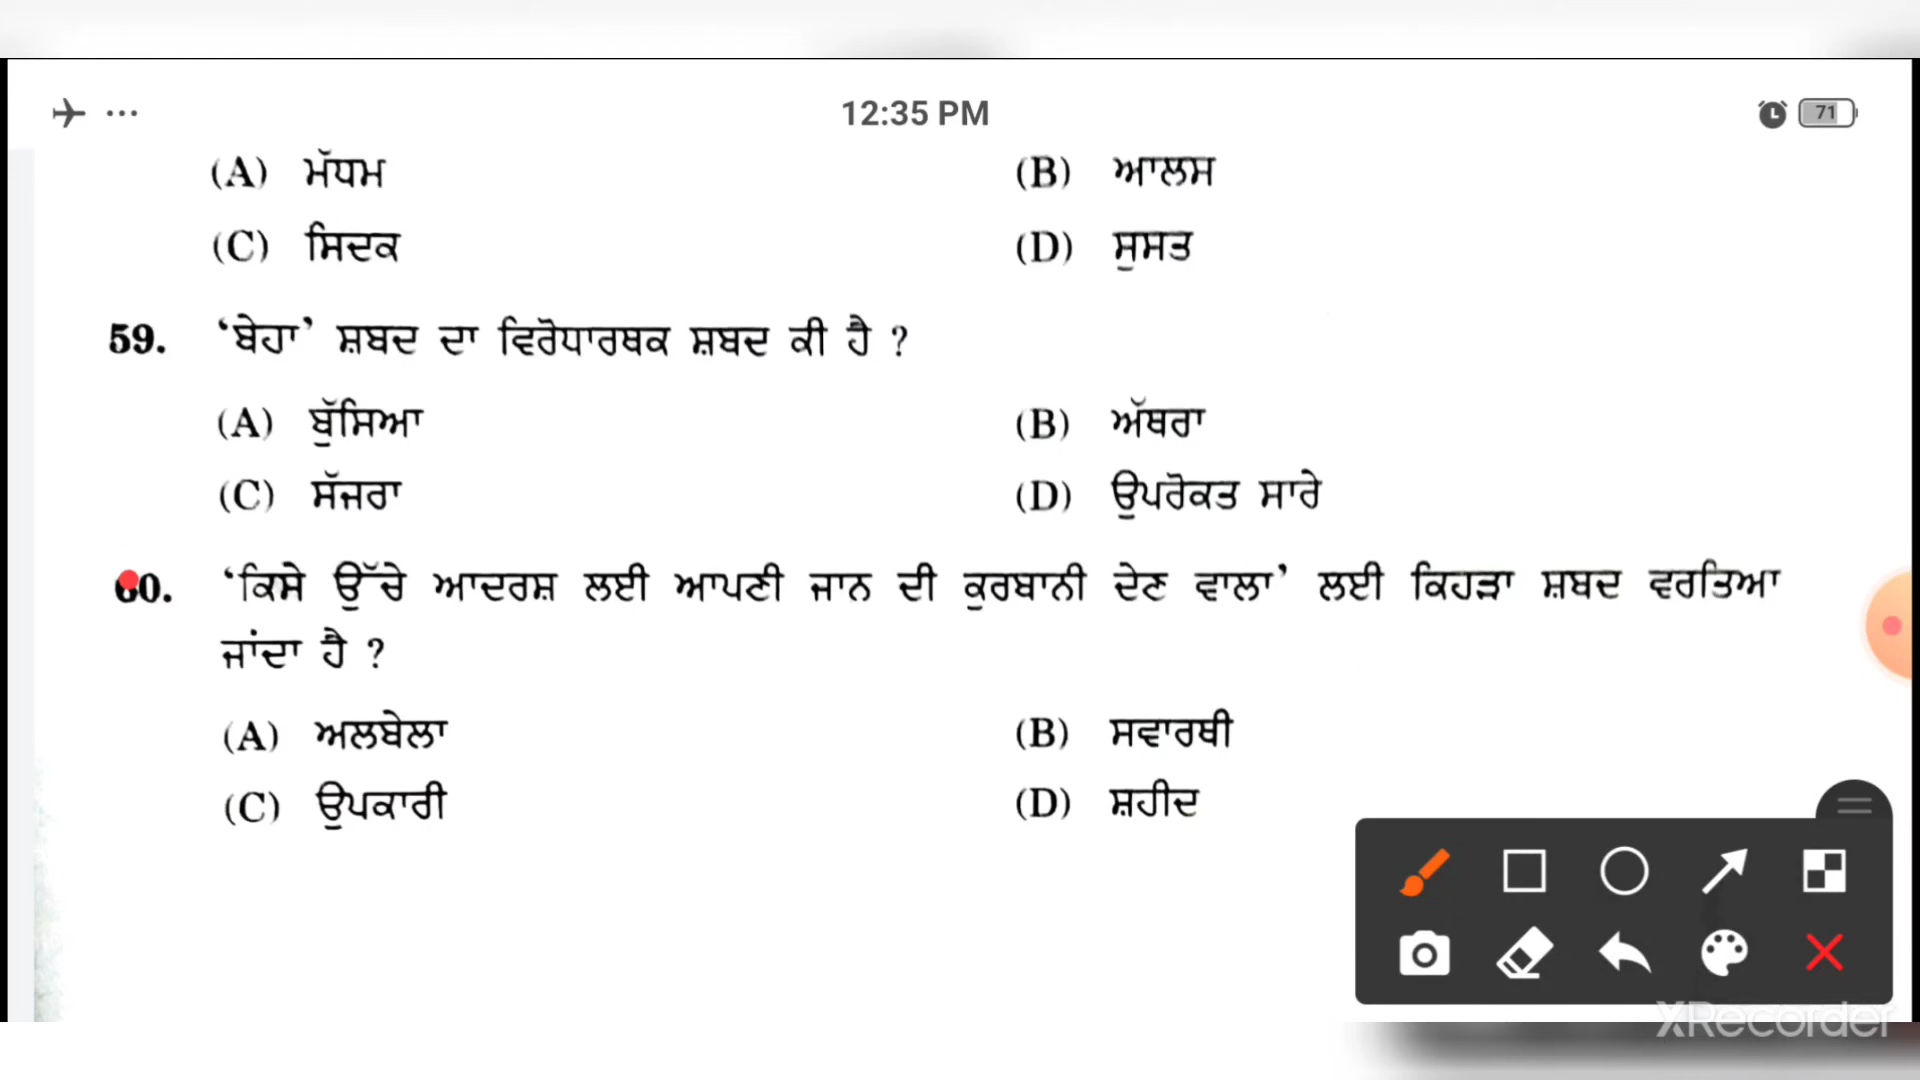 12:35 PM
71
(A) ਮੱਧਮ (B) ਆਲਸ
(C) ਸਿਦਕ (D) ਸੁਸਤ
59. ‘ਬੇਹਾ’ ਸ਼ਬਦ ਦਾ ਵਿਰੋਧਾਰਥਕ ਸ਼ਬਦ ਕੀ ਹੈ ?
(A) ਬੁੱਸਿਆ (B) ਅੱਥਰਾ
(C) ਸੱਜਰਾ (D) ਉਪਰੋਕਤ ਸਾਰੇ
60. ‘ਕਿਸੇ ਉੱਚੇ ਆਦਰਸ਼ ਲਈ ਆਪਣੀ ਜਾਨ ਦੀ ਕੁਰਬਾਨੀ ਦੇਣ ਵਾਲਾ’ ਲਈ ਕਿਹੜਾ ਸ਼ਬਦ ਵਰਤਿਆ
ਜਾਂਦਾ ਹੈ ?
(A) ਅਲਬੇਲਾ (B) ਸਵਾਰਥੀ
(C) ਉਪਕਾਰੀ (D) ਸ਼ਹੀਦ
XRecorder